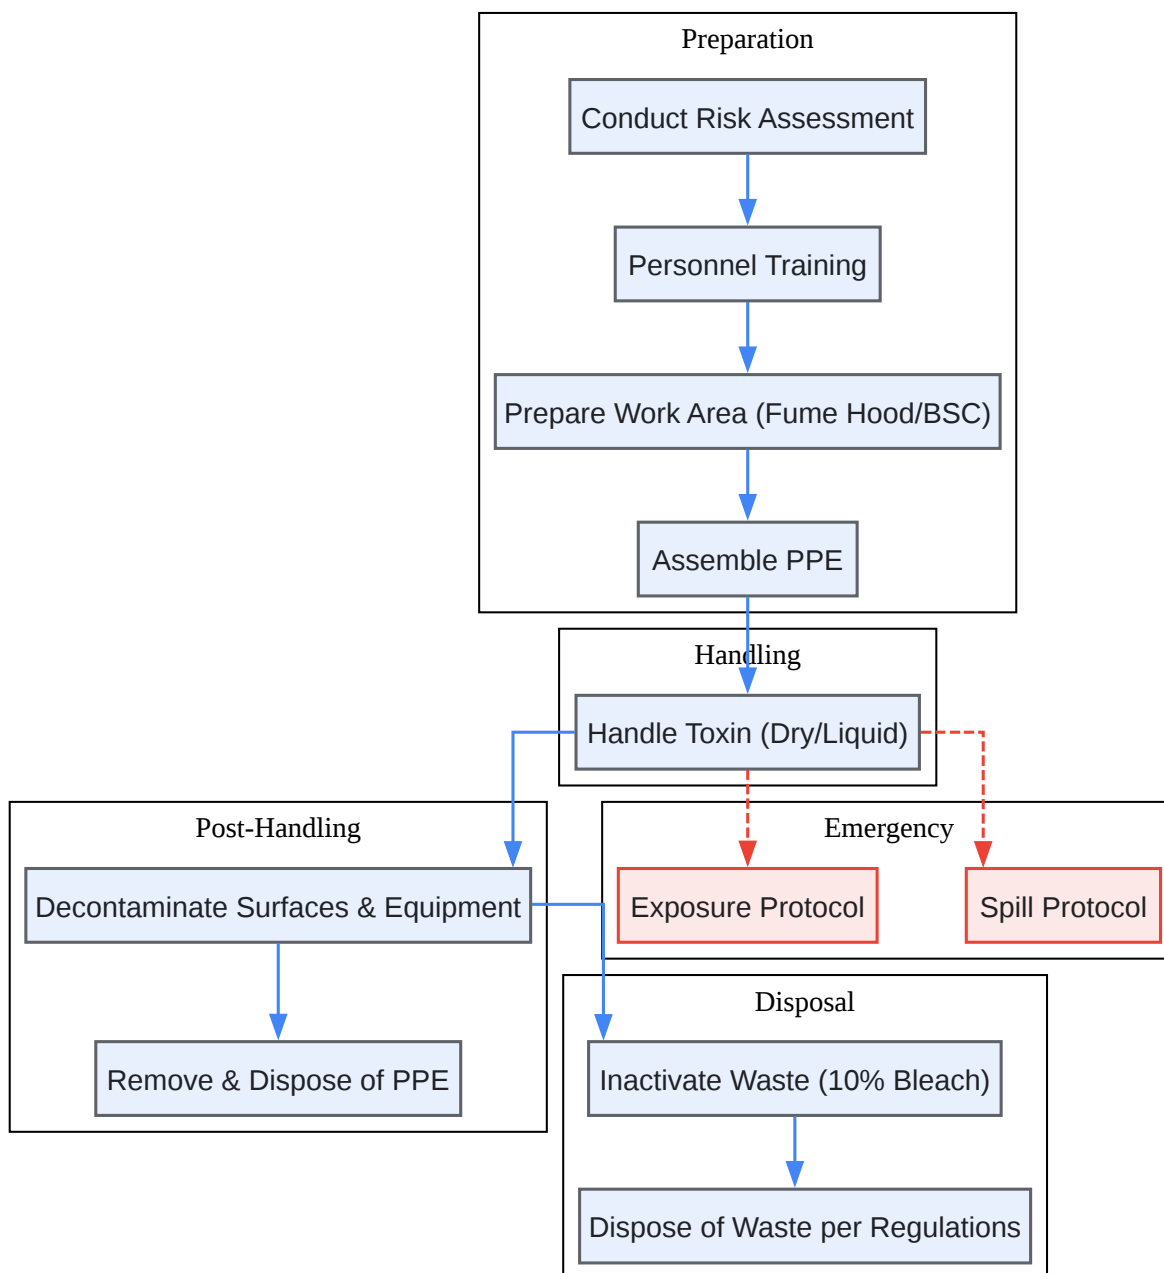 Preparation
Conduct Risk Assessment
Personnel Training
Prepare Work Area (Fume Hood/BSC)
Assemble PPE
Handling
Handle Toxin (Dry/Liquid)
Post-Handling
Decontaminate Surfaces & Equipment
Remove & Dispose of PPE
Emergency
Exposure Protocol
Spill Protocol
Disposal
Inactivate Waste (10% Bleach)
Dispose of Waste per Regulations